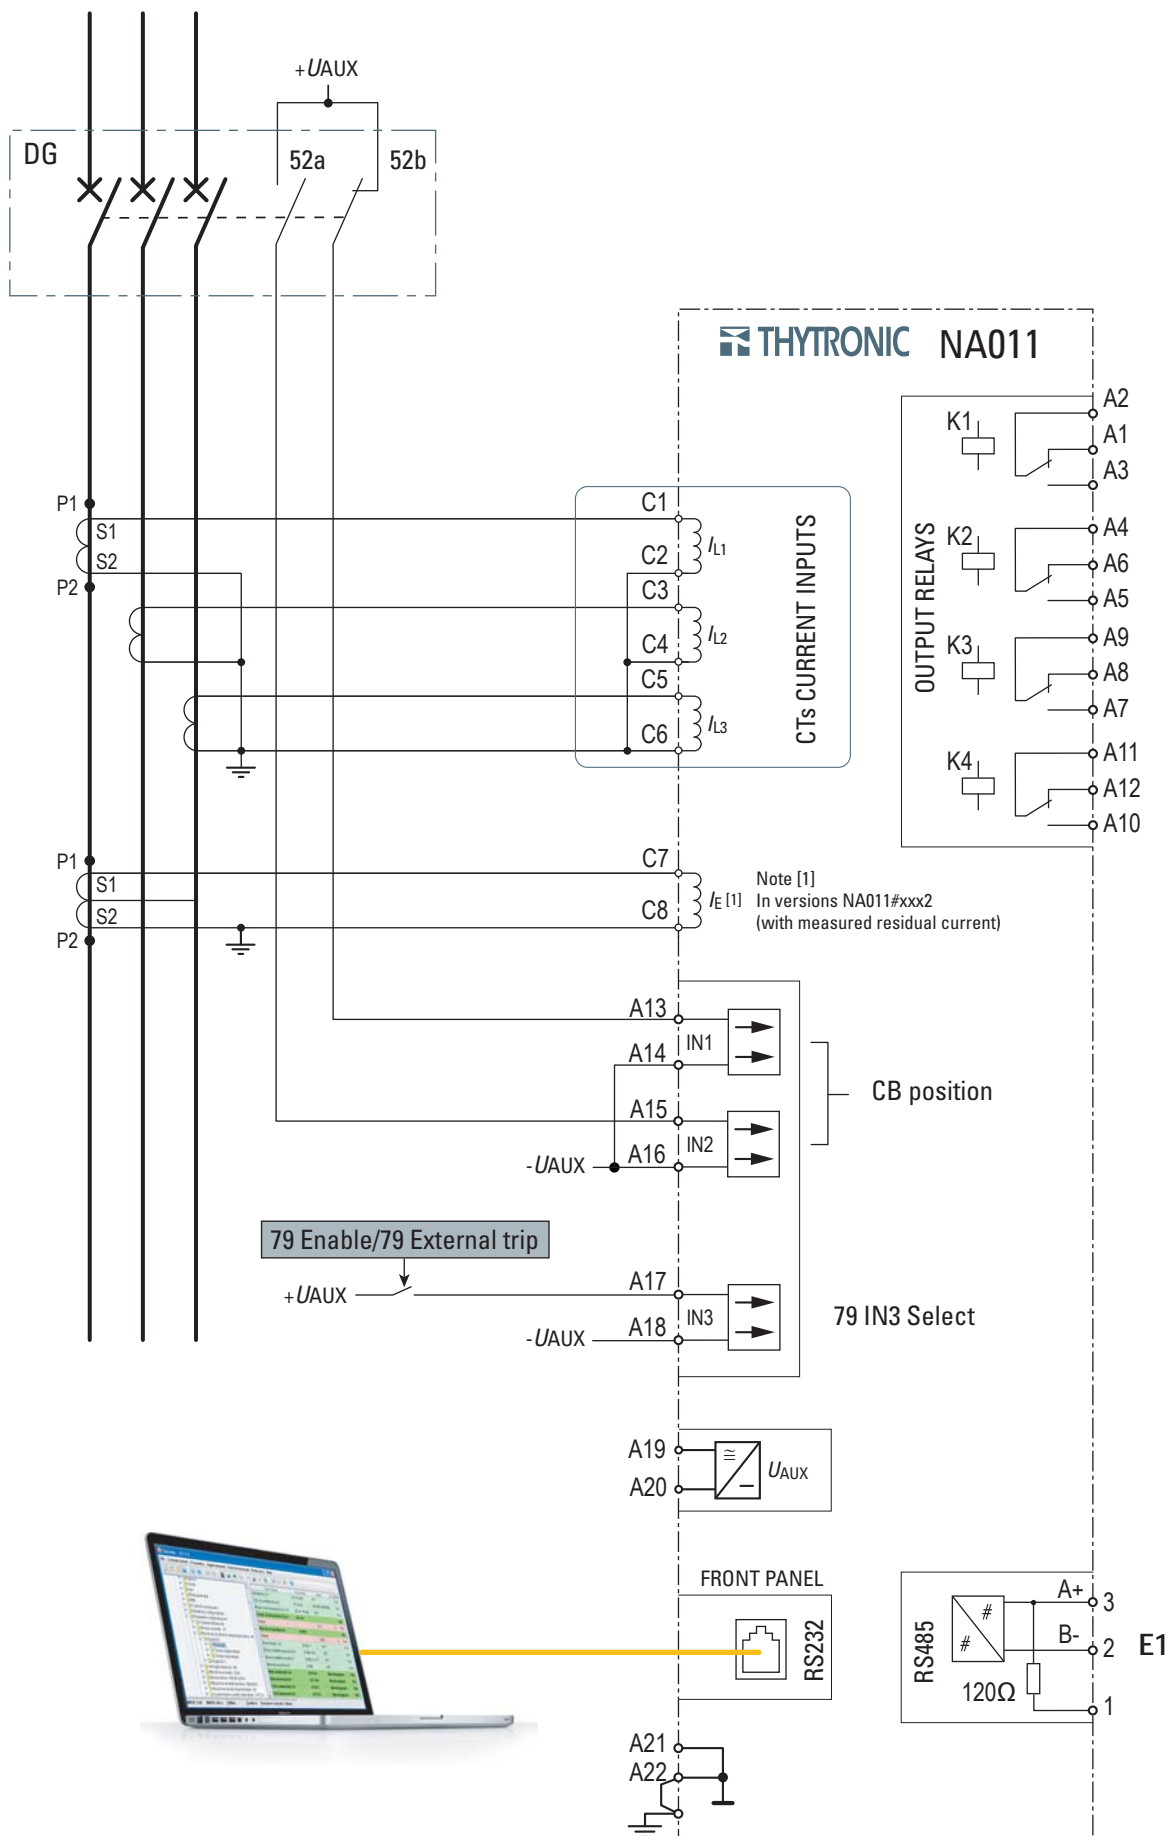 +UAUX
DG
52a
52b
THYTRONIC NA011
P1
S1
S2
P2
C1
C2
C3
C4
C5
C6
IL1
IL2
IL3
CTs CURRENT INPUTS
OUTPUT RELAYS
K1
A2
A1
A3
K2
A4
A6
A5
K3
A9
A8
A7
K4
A11
A12
A10
P1
S1
S2
P2
C7
C8
IE [1]
Note [1]
In versions NA011#xxx2
(with measured residual current)
A13
IN1
A14
A15
IN2
A16
-UAUX
CB position
79 Enable/79 External trip
+UAUX
A17
IN3
A18
-UAUX
79 IN3 Select
A19
A20
≅
UAUX
FRONT PANEL
RS232
RS485
#
#
A+
3
B-
2
E1
120Ω
1
A21
A22